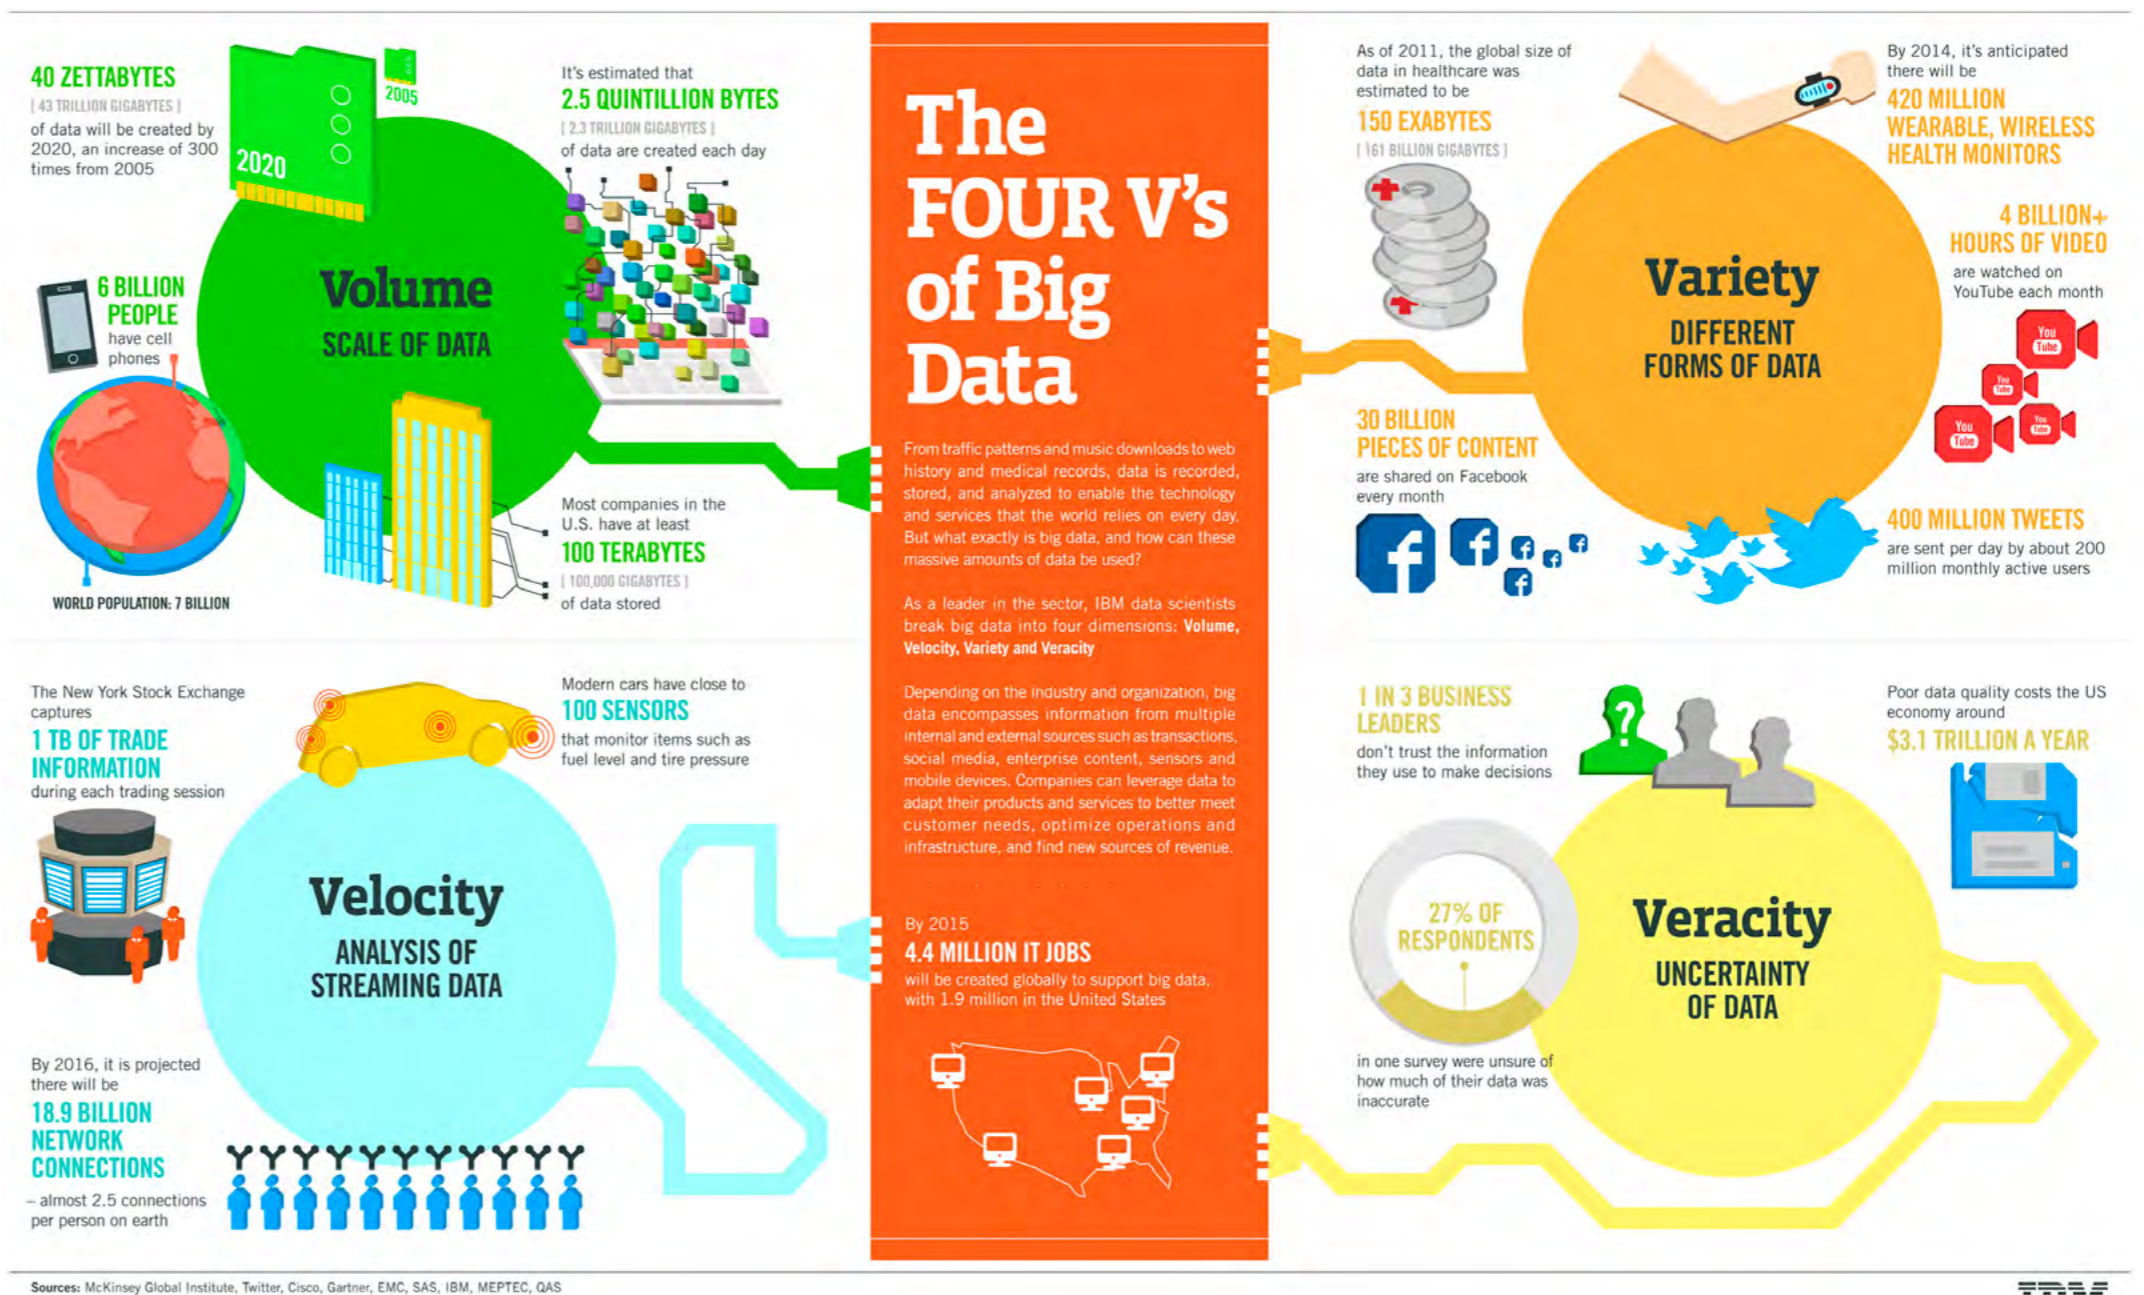 40 ZETTABYTES
[ 43 TRILLION GIGABYTES ]
of data will be created by
2020, an increase of 300
times from 2005
2020
2005
It's estimated that
2.5 QUINTILLION BYTES
[ 2.3 TRILLION GIGABYTES ]
of data are created each day
6 BILLION
PEOPLE
have cell
phones
WORLD POPULATION: 7 BILLION
Volume
SCALE OF DATA
Most companies in the
U.S. have at least
100 TERABYTES
[ 100,000 GIGABYTES ]
of data stored
The New York Stock Exchange
captures
1 TB OF TRADE
INFORMATION
during each trading session
Modern cars have close to
100 SENSORS
that monitor items such as
fuel level and tire pressure
Velocity
ANALYSIS OF
STREAMING DATA
By 2016, it is projected
there will be
18.9 BILLION
NETWORK
CONNECTIONS
– almost 2.5 connections
per person on earth
The
FOUR V's
of Big
Data
From traffic patterns and music downloads to web
history and medical records, data is recorded,
stored, and analyzed to enable the technology
and services that the world relies on every day.
But what exactly is big data, and how can these
massive amounts of data be used?
As a leader in the sector, IBM data scientists
break big data into four dimensions: Volume,
Velocity, Variety and Veracity
Depending on the industry and organization, big
data encompasses information from multiple
internal and external sources such as transactions,
social media, enterprise content, sensors and
mobile devices. Companies can leverage data to
adapt their products and services to better meet
customer needs, optimize operations and
infrastructure, and find new sources of revenue.
By 2015
4.4 MILLION IT JOBS
will be created globally to support big data,
with 1.9 million in the United States
As of 2011, the global size of
data in healthcare was
estimated to be
150 EXABYTES
[ 161 BILLION GIGABYTES ]
By 2014, it's anticipated
there will be
420 MILLION
WEARABLE, WIRELESS
HEALTH MONITORS
4 BILLION+
HOURS OF VIDEO
are watched on
YouTube each month
You
Tube
You
Tube
You
Tube
You
Tube
Variety
DIFFERENT
FORMS OF DATA
30 BILLION
PIECES OF CONTENT
are shared on Facebook
every month
f
f
f
f
f
f
400 MILLION TWEETS
are sent per day by about 200
million monthly active users
1 IN 3 BUSINESS
LEADERS
don't trust the information
they use to make decisions
?
Poor data quality costs the US
economy around
$3.1 TRILLION A YEAR
27% OF
RESPONDENTS
in one survey were unsure of
how much of their data was
inaccurate
Veracity
UNCERTAINTY
OF DATA
Sources: McKinsey Global Institute, Twitter, Cisco, Gartner, EMC, SAS, IBM, MEPTEC, QAS
IBM